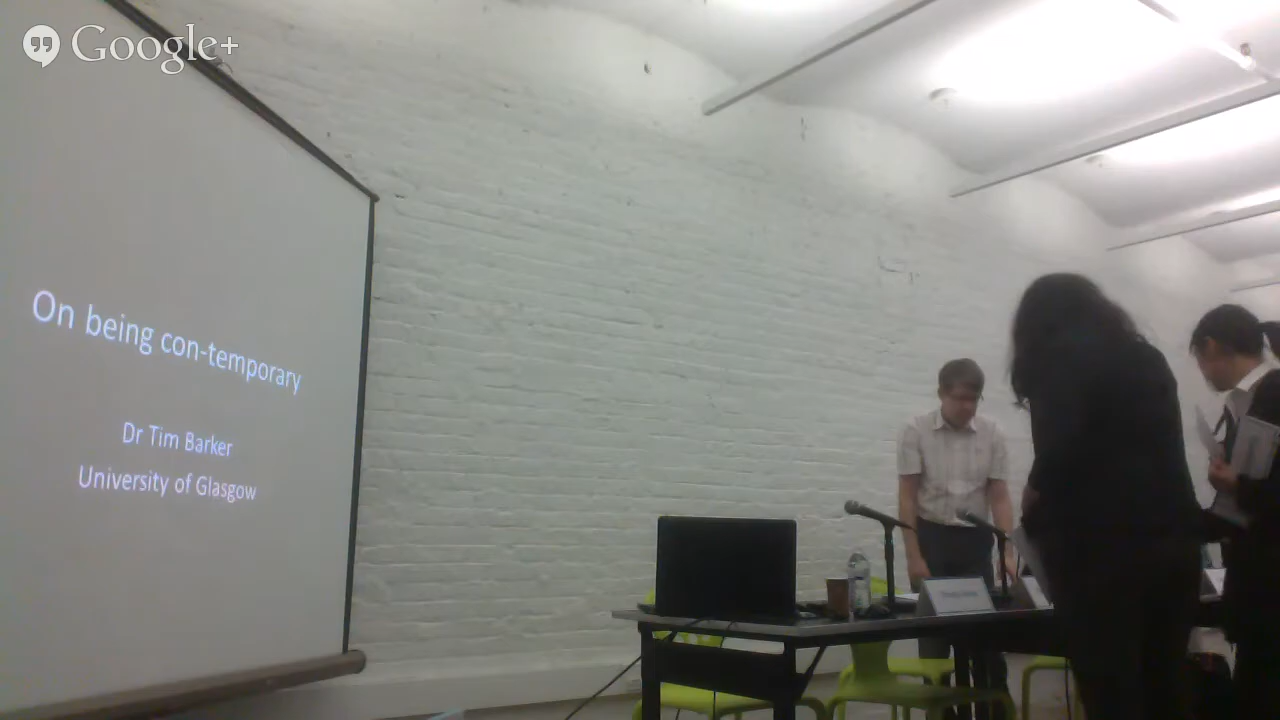 Google+
On being con-temporary
Dr Tim Barker
University of Glasgow